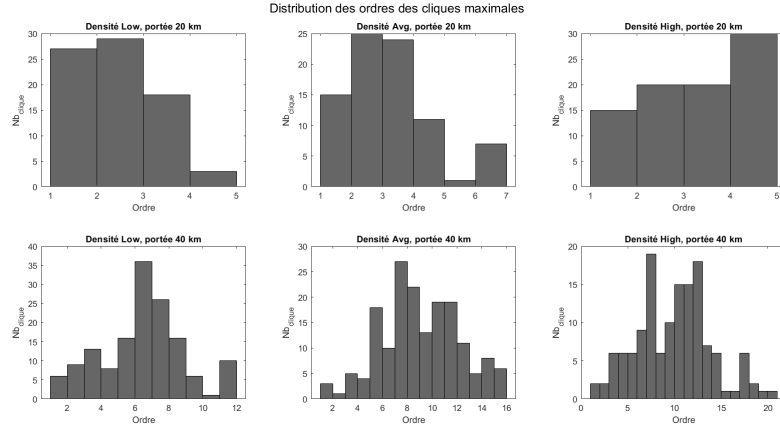 Distribution des ordres des cliques maximales
Densité Low, portée 20 km
30
25
20
15
10
5
0
Nb_clique
1 2 3 4 5
Ordre
Densité Avg, portée 20 km
25
20
15
10
5
0
Nb_clique
1 2 3 4 5 6 7
Ordre
Densité High, portée 20 km
30
25
20
15
10
5
0
Nb_clique
1 2 3 4 5
Ordre
Densité Low, portée 40 km
40
35
30
25
20
15
10
5
0
Nb_clique
2 4 6 8 10 12
Ordre
Densité Avg, portée 40 km
30
25
20
15
10
5
0
Nb_clique
2 4 6 8 10 12 14 16
Ordre
Densité High, portée 40 km
20
15
10
5
0
Nb_clique
0 5 10 15 20
Ordre